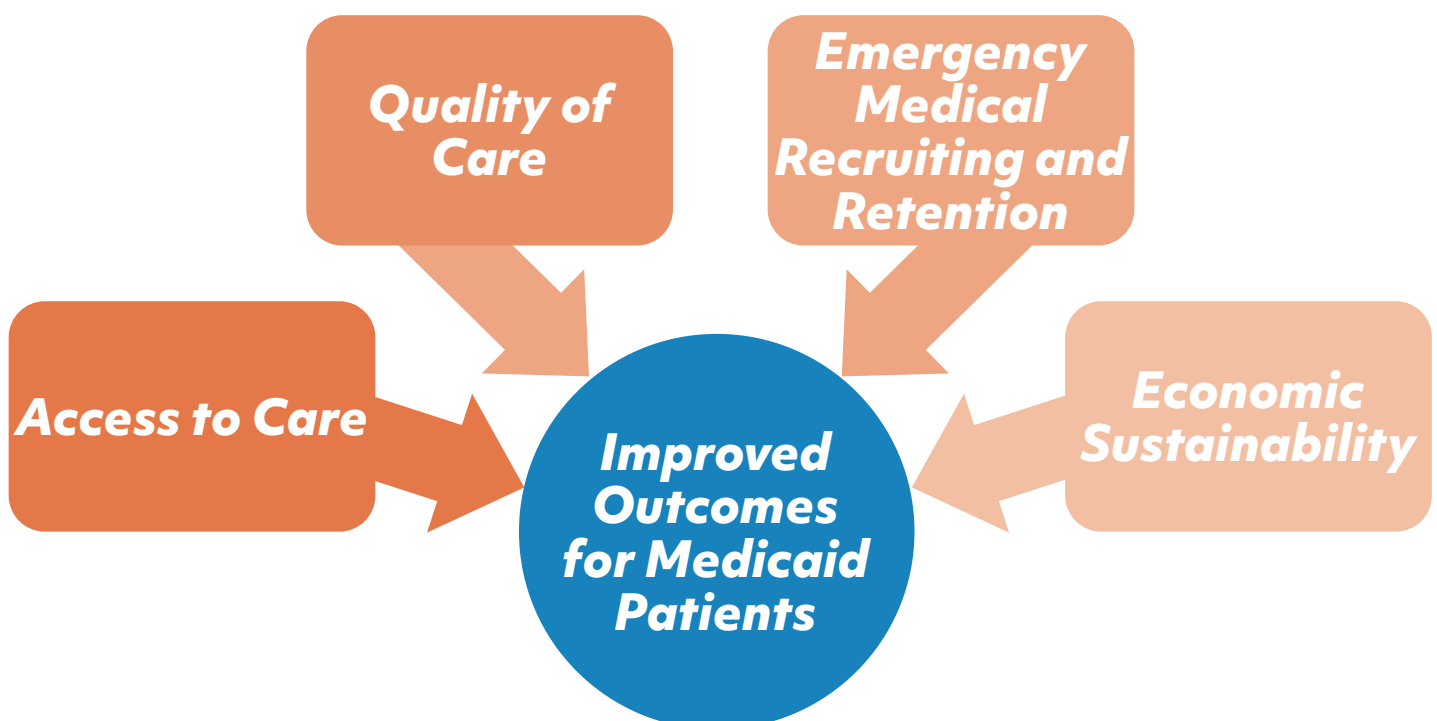 Quality of
Care
Emergency
Medical
Recruiting and
Retention
Access to Care
Economic
Sustainability
Improved
Outcomes
for Medicaid
Patients